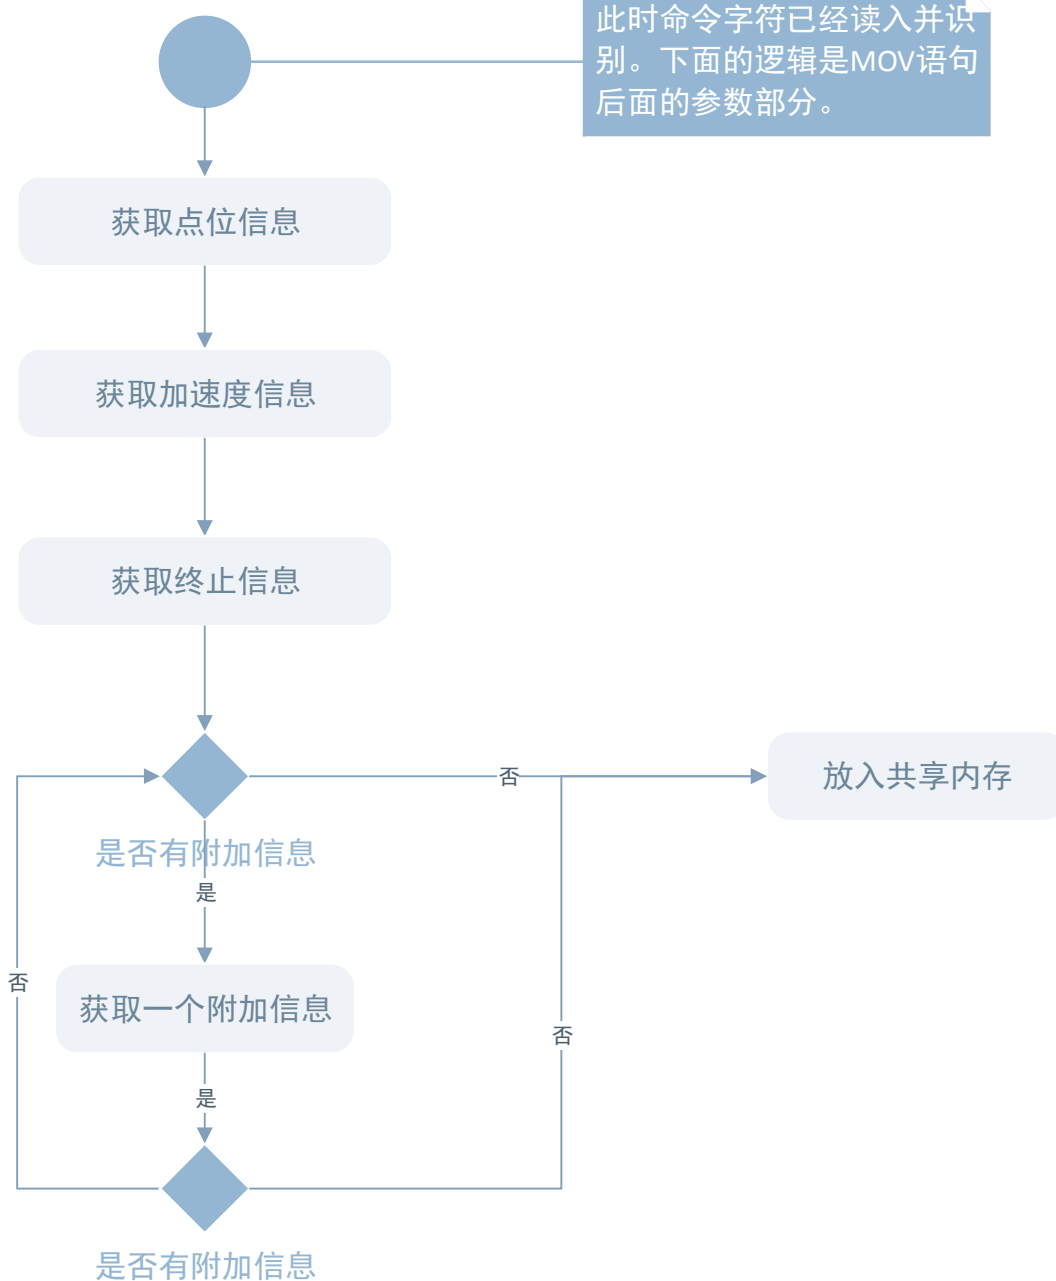 此时命令字符已经读入并识
别。下面的逻辑是MOV语句
后面的参数部分。
获取点位信息
获取加速度信息
获取终止信息
否
放入共享内存
是否有附加信息
是
否
获取一个附加信息
否
是
是否有附加信息